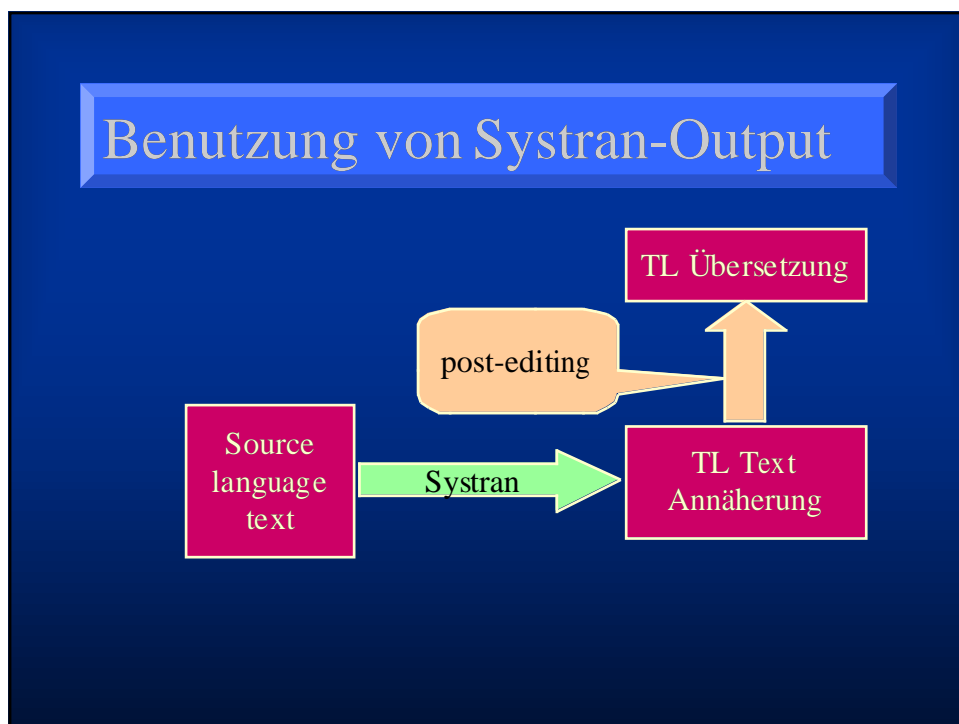 Benutzung von Systran-Output
TL Übersetzung
post-editing
Source
language
text
Systran
TL Text
Annäherung